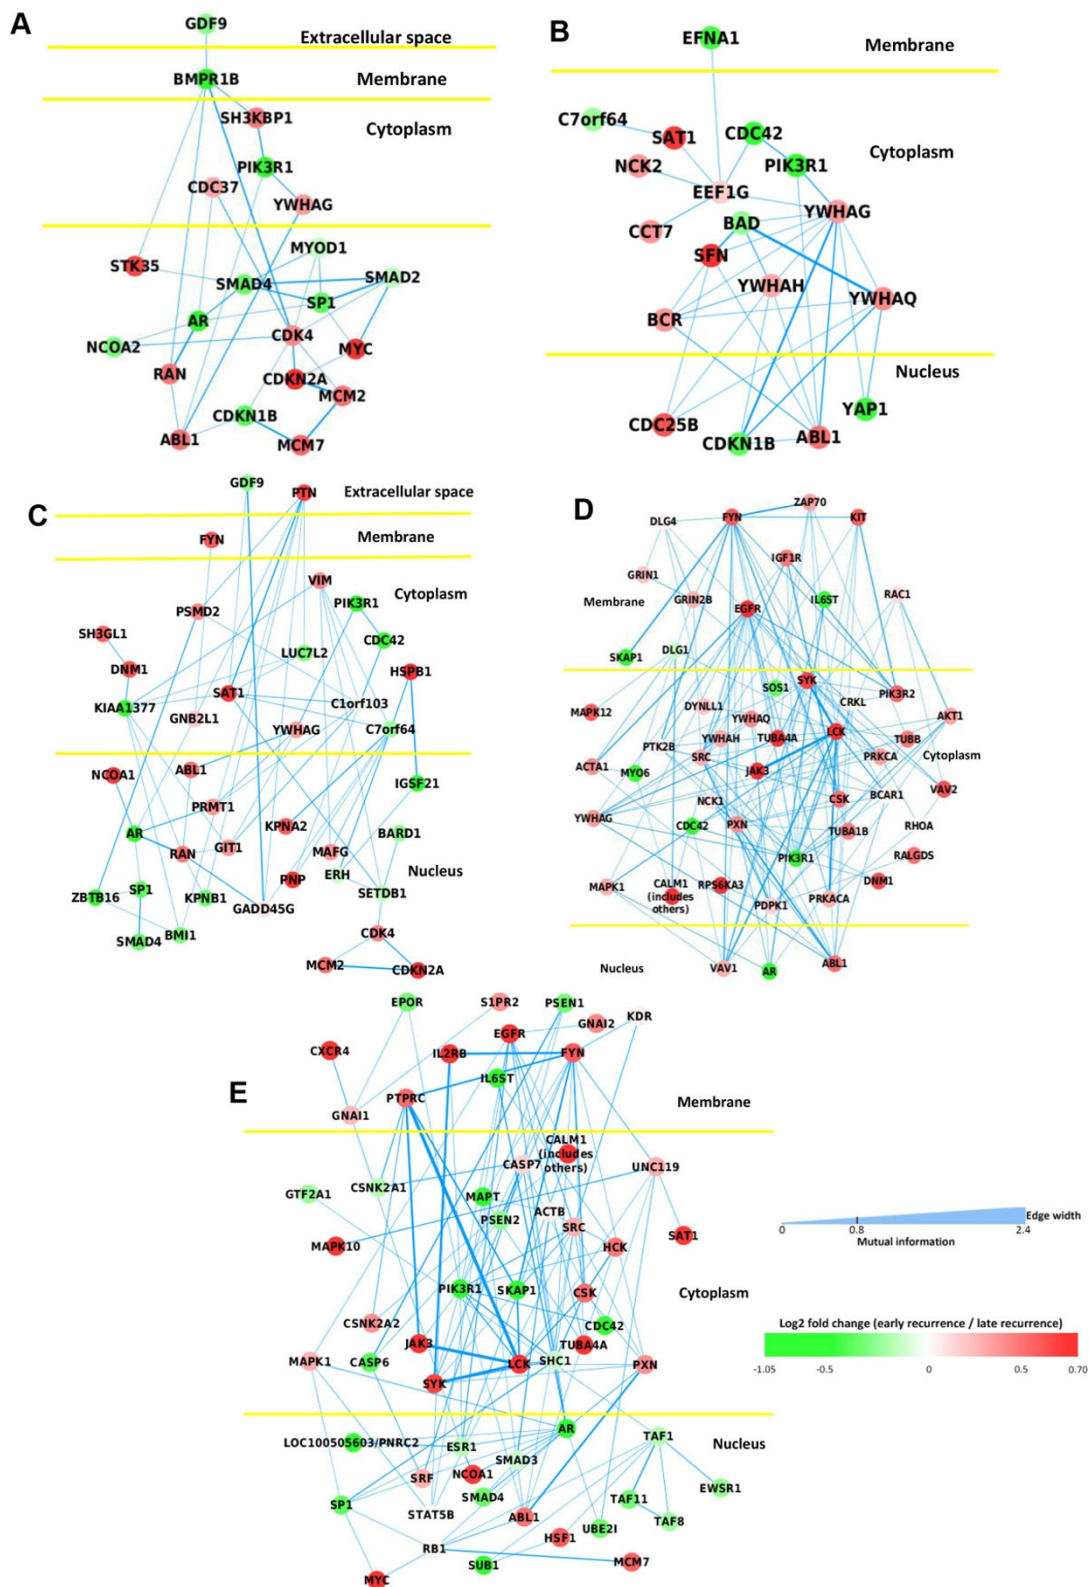 A
GDF9
Extracellular space
BMPR1B
Membrane
SH3KBP1
Cytoplasm
PIK3R1
CDC37
YWHAG
MYOD1
STK35
SMAD4
SMAD2
SP1
AR
CDK4
NCOA2
MYC
RAN
CDKN2A
MCM2
CDKN1B
ABL1
MCM7
B
EFNA1
Membrane
C7orf64
SAT1
CDC42
Cytoplasm
NCK2
PIK3R1
EEF1G
YWHAG
CCT7
BAD
SFN
YWHAH
YWHAQ
BCR
Nucleus
YAP1
CDC25B
CDKN1B
ABL1
C
GDF9
PTN
Extracellular space
FYN
Membrane
VIM
Cytoplasm
PSMD2
PIK3R1
SH3GL1
CDC42
LUC7L2
DNM1
HSPB1
SAT1
KIAA1377
C1orf103
GNB2L1
YWHAG
C7orf64
NCOA1
ABL1
IGSF21
PRMT1
KPNA2
AR
BARD1
RAN
GIT1
MAFG
Nucleus
ERH
PNP
SP1
SETDB1
ZBTB16
KPNB1
GADD45G
SMAD4
BMI1
CDK4
MCM2
CDKN2A
D
ZAP70
DLG4
FYN
KIT
IGF1R
GRIN1
Membrane
GRIN2B
EGFR
IL6ST
RAC1
SKAP1
DLG1
SYK
SOS1
PIK3R2
CRKL
MAPK12
DYNLL1
YWHAQ
AKT1
LCK
YWHAH
TUBA4A
TUBB
PTK2B
SRC
PRKCA
Cytoplasm
ACTA1
MYO6
JAK3
VAV2
NCK1
CSK
BCAR1
YWHAG
CDC42
PXN
TUBA1B
RHOA
PIK3R1
RALGDS
MAPK1
CALM1
(includes
others)
RPS6KA3
DNM1
PDPK1
PRKACA
Nucleus
VAV1
AR
ABL1
E
EPOR
S1PR2
PSEN1
KDR
EGFR
GNAI2
CXCR4
IL2RB
FYN
IL6ST
PTPRC
GNAI1
Membrane
CALM1
(includes
others)
CASP7
UNC119
GTF2A1
CSNK2A1
MAPT
ACTB
PSEN2
SRC
MAPK10
HCK
SAT1
PIK3R1
SKAP1
CSK
Cytoplasm
CSNK2A2
CDC42
JAK3
TUBA4A
MAPK1
CASP6
LCK
SHC1
PXN
SYK
AR
LOC100505603/PNRC2
ESR1
TAF1
Nucleus
SMAD3
SRF
NCOA1
EWSR1
SP1
SMAD4
TAF11
STAT5B
ABL1
UBE2I
TAF8
HSF1
RB1
SUB1
MCM7
MYC
Edge width
0
0.8
2.4
Mutual information
Log2 fold change (early recurrence / late recurrence)
-1.05
-0.5
0
0.5
0.70